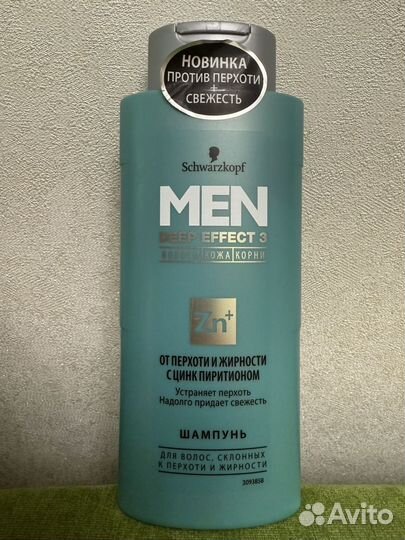 НОВИНКА
ПРОТИВ ПЕРХОТИ
+
СВЕЖЕСТЬ
Schwarzkopf
MEN
DEEP EFFECT 3
ВОЛОСЫ|КОЖА|КОРНИ
Zn+
ОТ ПЕРХОТИ И ЖИРНОСТИ
С ЦИНК ПИРИТИОНОМ
Устраняет перхоть
Надолго придает свежесть
ШАМПУНЬ
ДЛЯ ВОЛОС, СКЛОННЫХ
К ПЕРХОТИ И ЖИРНОСТИ
2093858
Avito